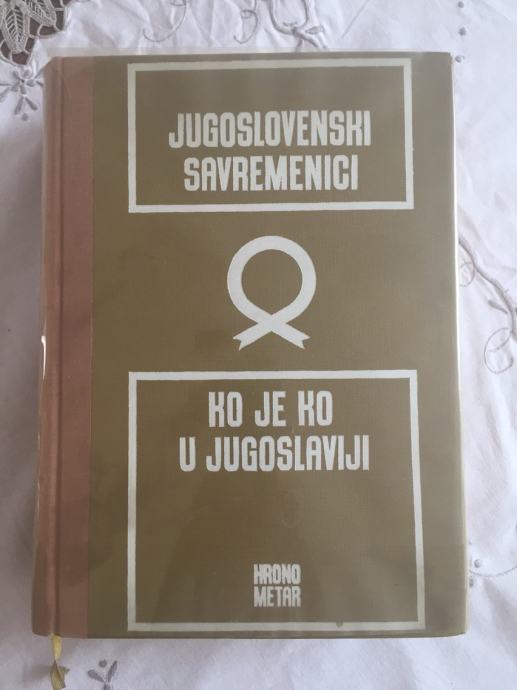 JUGOSLOVENSKI
SAVREMENICI
KO JE KO
U JUGOSLAVIJI
HRONO
METAR